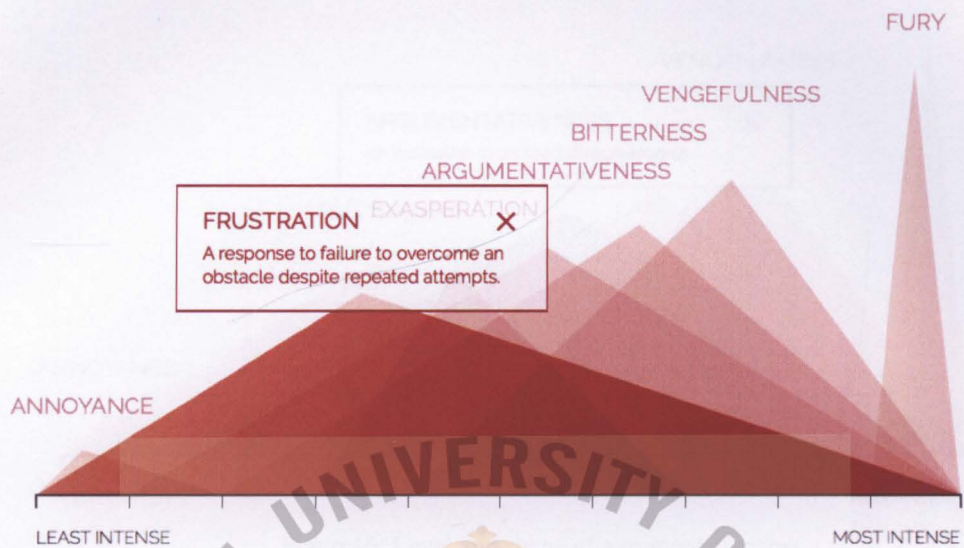 FURY
VENGEFULNESS
BITTERNESS
ARGUMENTATIVENESS
EXASPERATION
FRUSTRATION
A response to failure to overcome an
obstacle despite repeated attempts.
ANNOYANCE
UNIVERSITY O
LEAST INTENSE
MOST INTENSE